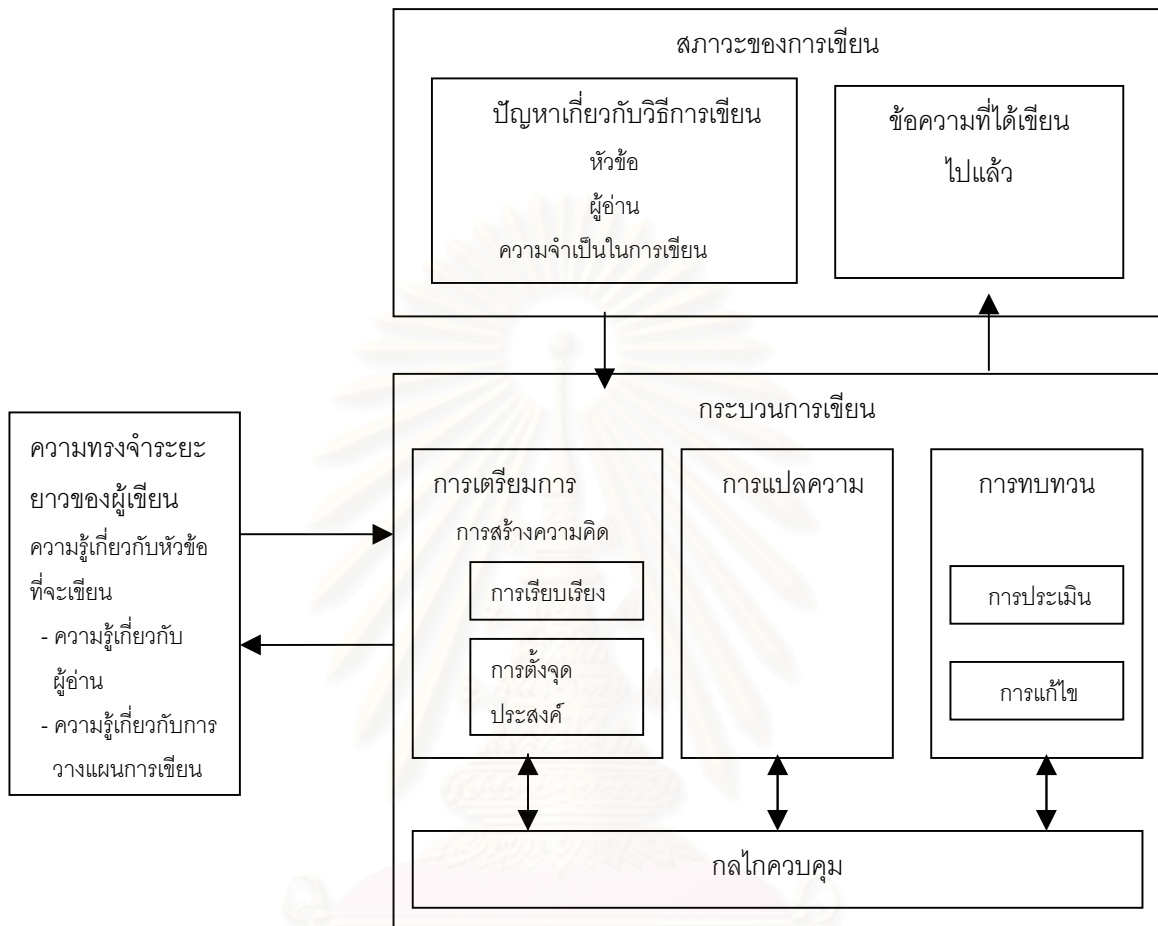 สภาวะของการเขียน
ปัญหาเกี่ยวกับวิธีการเขียน
หัวข้อ
ผู้อ่าน
ความจำเป็นในการเขียน
ข้อความที่ได้เขียน
ไปแล้ว
ความทรงจำระยะ
ยาวของผู้เขียน
ความรู้เกี่ยวกับหัวข้อ
ที่จะเขียน
- ความรู้เกี่ยวกับ
ผู้อ่าน
- ความรู้เกี่ยวกับการ
วางแผนการเขียน
กระบวนการเขียน
การเตรียมการ
การสร้างความคิด
การเรียบเรียง
การตั้งจุด
ประสงค์
การแปลความ
การทบทวน
การประเมิน
การแก้ไข
กลไกควบคุม